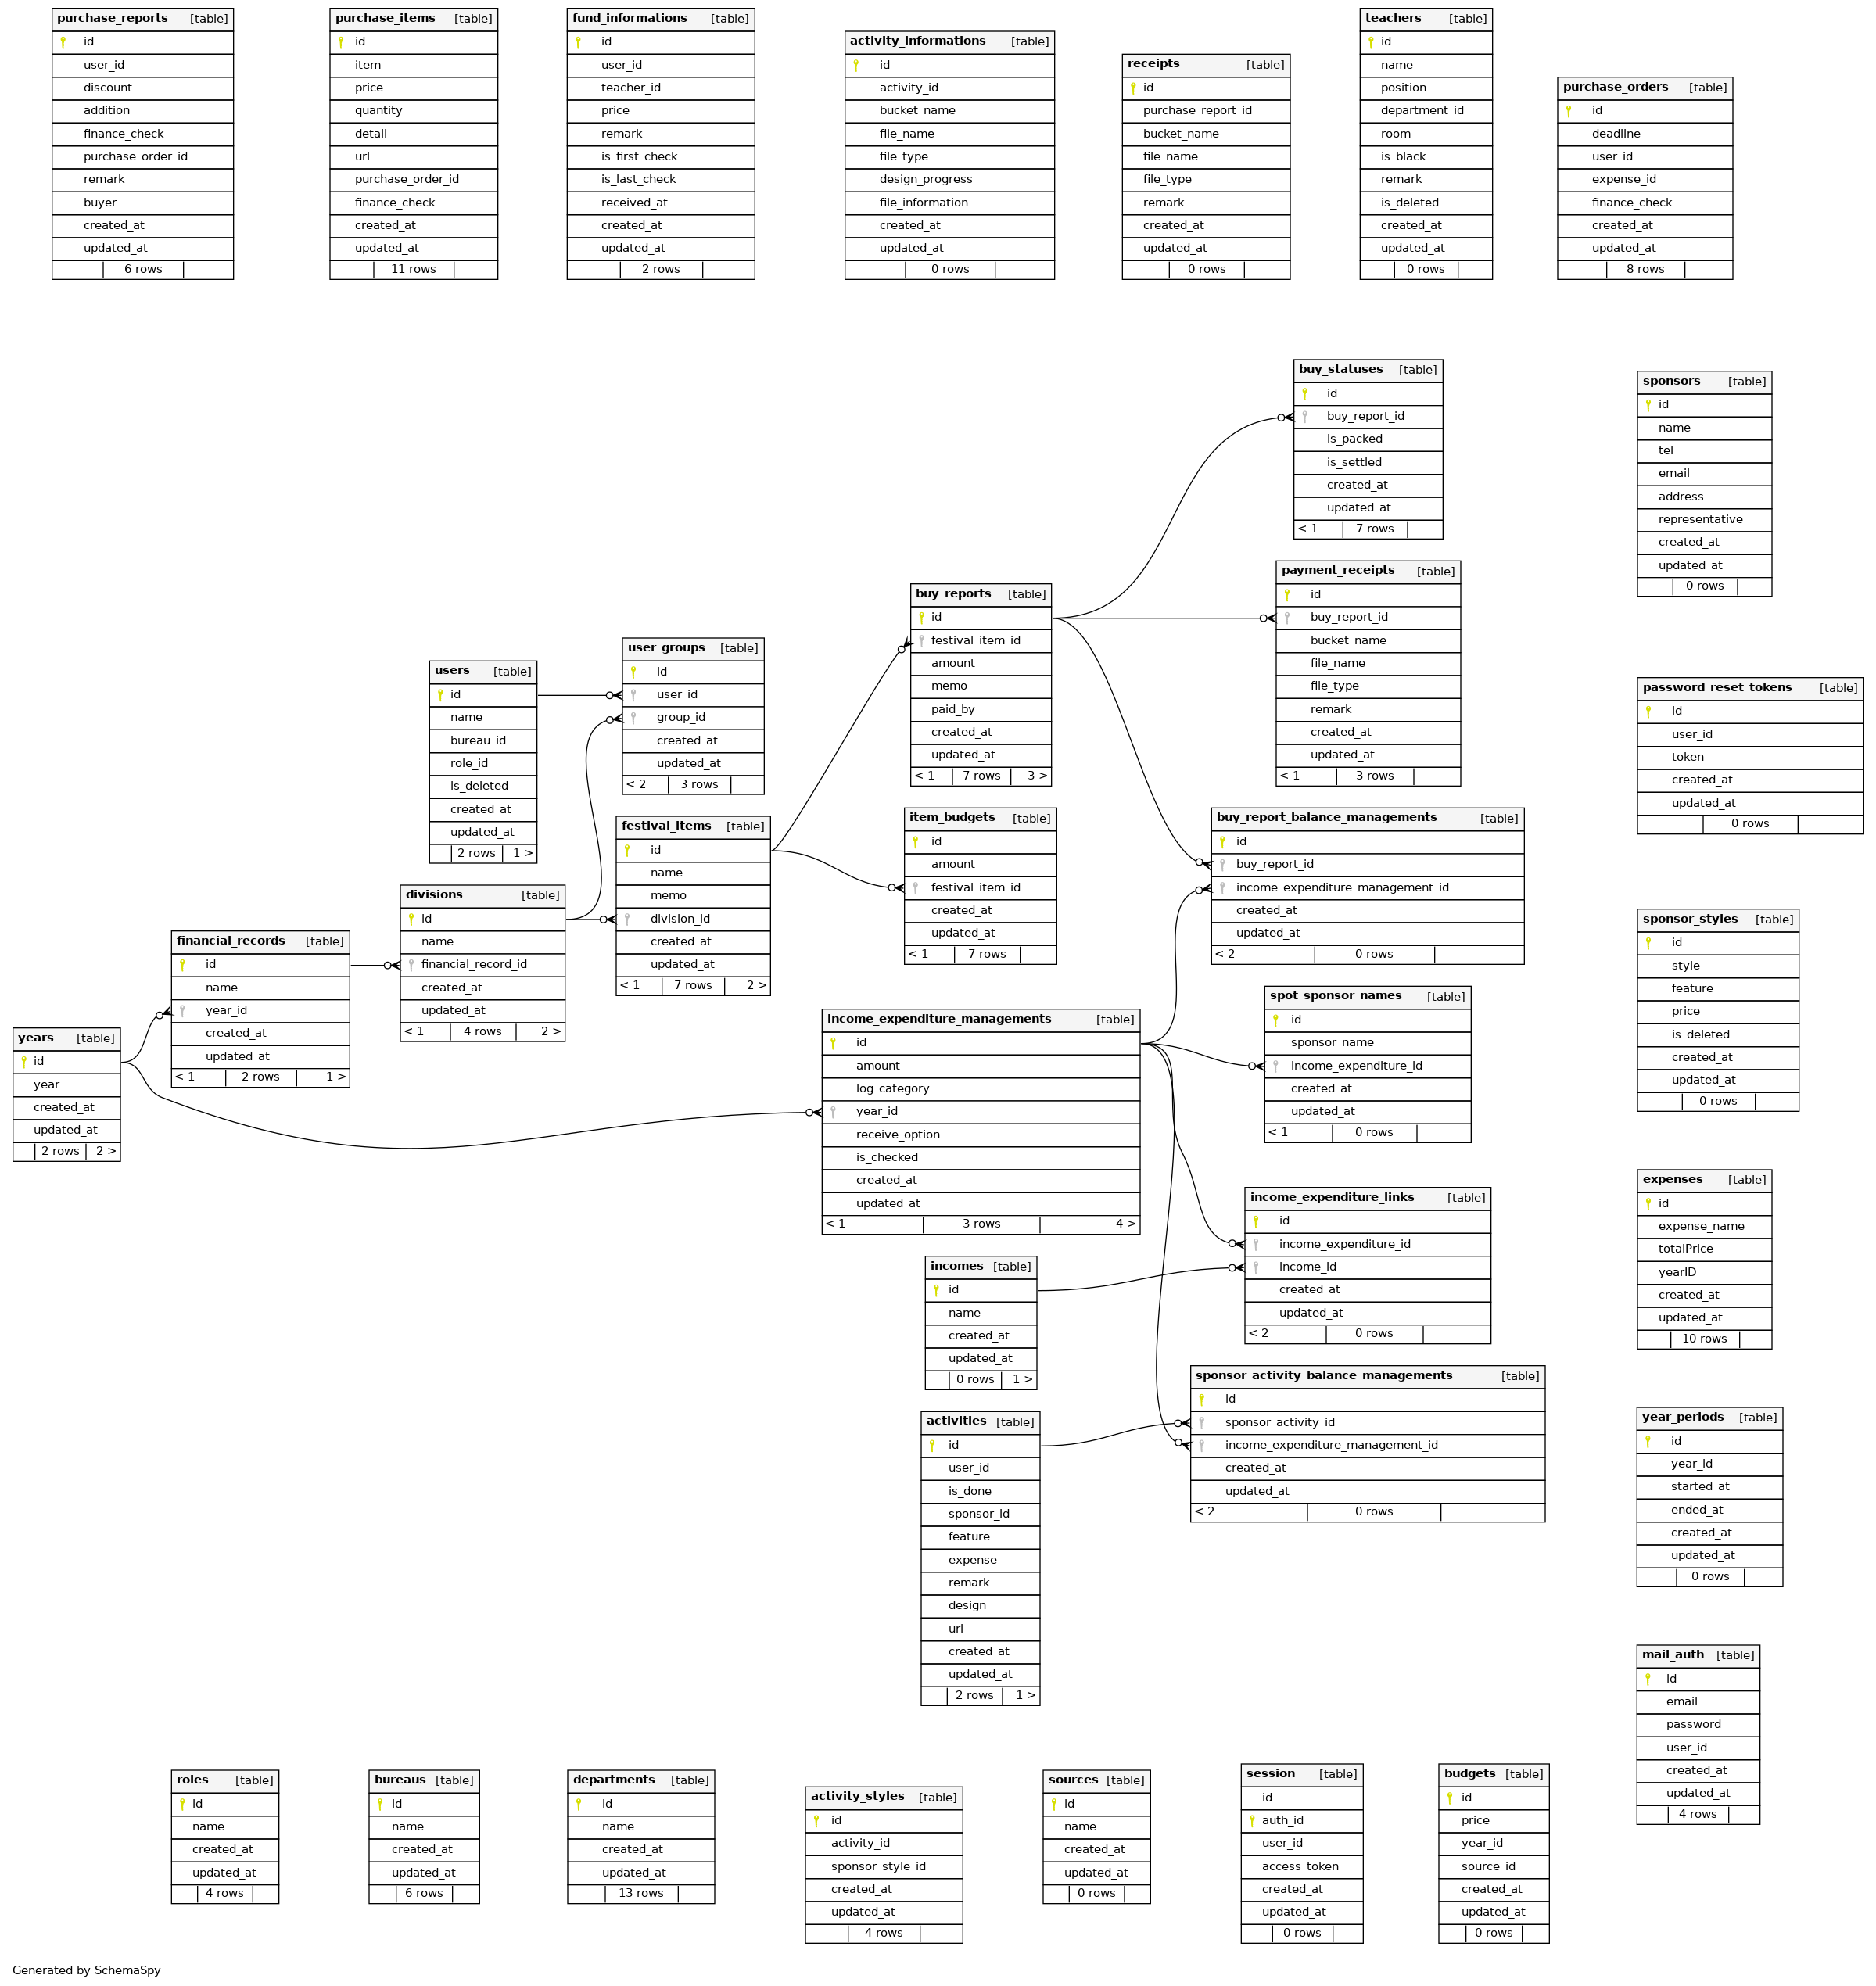 purchase_reports [table]
id
user_id
discount
addition
finance_check
purchase_order_id
remark
buyer
created_at
updated_at
6 rows
purchase_items [table]
id
item
price
quantity
detail
url
purchase_order_id
finance_check
created_at
updated_at
11 rows
fund_informations [table]
id
user_id
teacher_id
price
remark
is_first_check
is_last_check
received_at
created_at
updated_at
2 rows
activity_informations [table]
id
activity_id
bucket_name
file_name
file_type
design_progress
file_information
created_at
updated_at
0 rows
receipts [table]
id
purchase_report_id
bucket_name
file_name
file_type
remark
created_at
updated_at
0 rows
teachers [table]
id
name
position
department_id
room
is_black
remark
is_deleted
created_at
updated_at
0 rows
purchase_orders [table]
id
deadline
user_id
expense_id
finance_check
created_at
updated_at
8 rows
buy_statuses [table]
id
buy_report_id
is_packed
is_settled
created_at
updated_at
< 1 7 rows
sponsors [table]
id
name
tel
email
address
representative
created_at
updated_at
0 rows
payment_receipts [table]
id
buy_report_id
bucket_name
file_name
file_type
remark
created_at
updated_at
< 1 3 rows
buy_reports [table]
id
festival_item_id
amount
memo
paid_by
created_at
updated_at
< 1 7 rows 3 >
user_groups [table]
id
user_id
group_id
created_at
updated_at
< 2 3 rows
users [table]
id
name
bureau_id
role_id
is_deleted
created_at
updated_at
2 rows 1 >
password_reset_tokens [table]
id
user_id
token
created_at
updated_at
0 rows
festival_items [table]
id
name
memo
division_id
created_at
updated_at
< 1 7 rows 2 >
item_budgets [table]
id
amount
festival_item_id
created_at
updated_at
< 1 7 rows
buy_report_balance_managements [table]
id
buy_report_id
income_expenditure_management_id
created_at
updated_at
< 2 0 rows
divisions [table]
id
name
financial_record_id
created_at
updated_at
< 1 4 rows 2 >
financial_records [table]
id
name
year_id
created_at
updated_at
< 1 2 rows 1 >
years [table]
id
year
created_at
updated_at
2 rows 2 >
sponsor_styles [table]
id
style
feature
price
is_deleted
created_at
updated_at
0 rows
spot_sponsor_names [table]
id
sponsor_name
income_expenditure_id
created_at
updated_at
< 1 0 rows
income_expenditure_managements [table]
id
amount
log_category
year_id
receive_option
is_checked
created_at
updated_at
< 1 3 rows 4 >
expenses [table]
id
expense_name
totalPrice
yearID
created_at
updated_at
10 rows
income_expenditure_links [table]
id
income_expenditure_id
income_id
created_at
updated_at
< 2 0 rows
incomes [table]
id
name
created_at
updated_at
0 rows 1 >
sponsor_activity_balance_managements [table]
id
sponsor_activity_id
income_expenditure_management_id
created_at
updated_at
< 2 0 rows
activities [table]
id
user_id
is_done
sponsor_id
feature
expense
remark
design
url
created_at
updated_at
2 rows 1 >
year_periods [table]
id
year_id
started_at
ended_at
created_at
updated_at
0 rows
mail_auth [table]
id
email
password
user_id
created_at
updated_at
4 rows
roles [table]
id
name
created_at
updated_at
4 rows
bureaus [table]
id
name
created_at
updated_at
6 rows
departments [table]
id
name
created_at
updated_at
13 rows
activity_styles [table]
id
activity_id
sponsor_style_id
created_at
updated_at
4 rows
sources [table]
id
name
created_at
updated_at
0 rows
session [table]
id
auth_id
user_id
access_token
created_at
updated_at
0 rows
budgets [table]
id
price
year_id
source_id
created_at
updated_at
0 rows
Generated by SchemaSpy